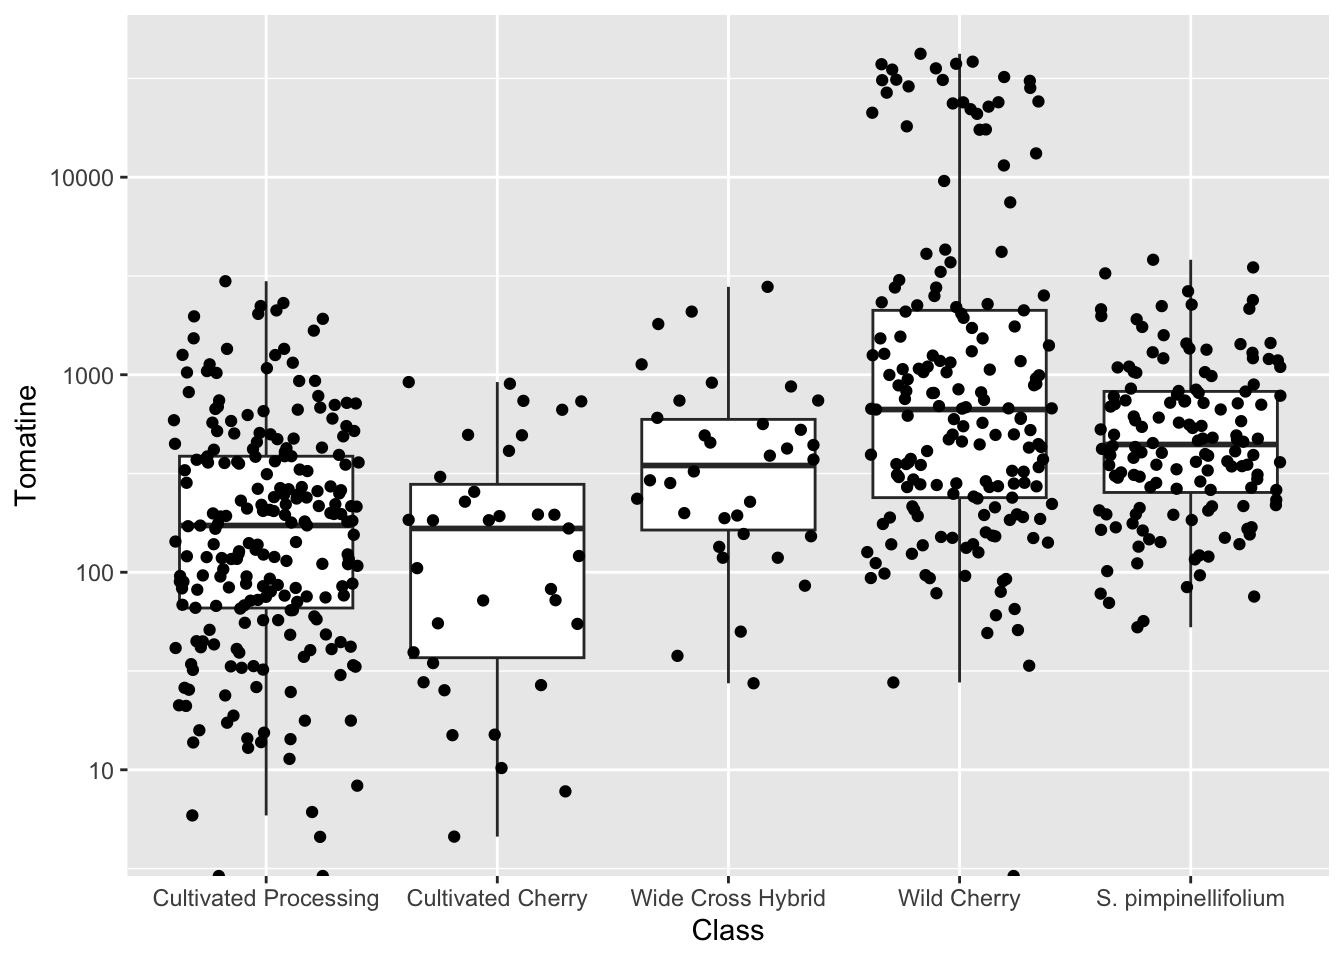 Tomatine
10000
1000
100
10
Cultivated Processing
Cultivated Cherry
Wide Cross Hybrid
Wild Cherry
S. pimpinellifolium
Class